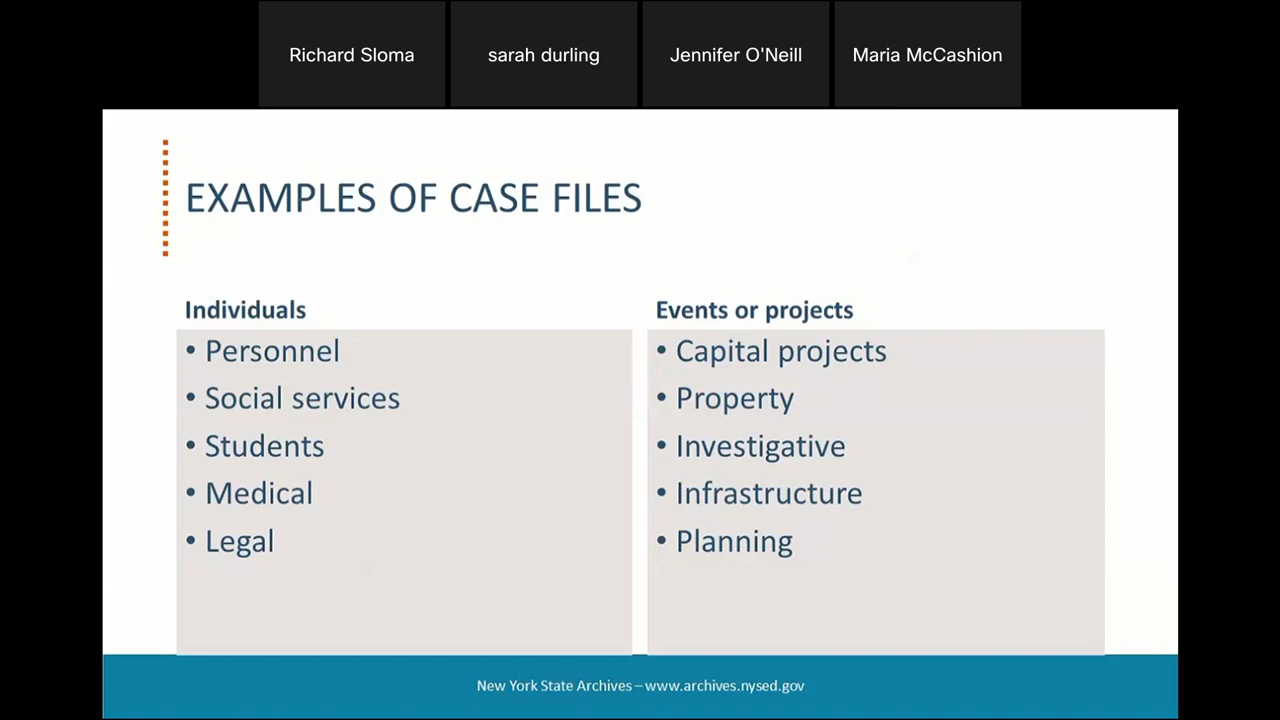 Richard Sloma
sarah durling
Jennifer O'Neill
Maria McCashion
EXAMPLES OF CASE FILES
Individuals
• Personnel
• Social services
• Students
• Medical
• Legal
Events or projects
• Capital projects
• Property
• Investigative
• Infrastructure
• Planning
New York State Archives – www.archives.nysed.gov